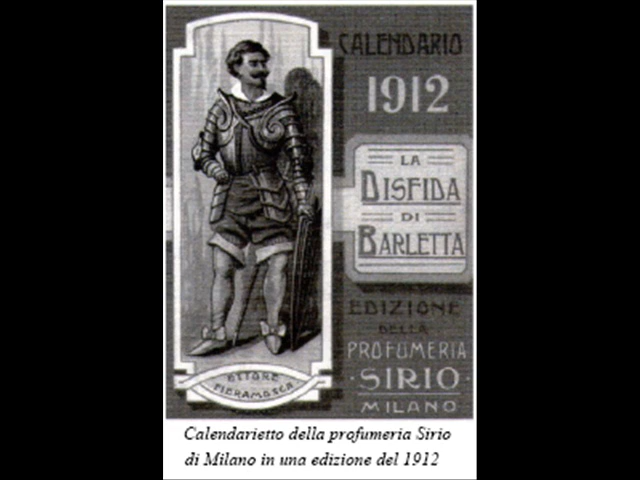 CALENDARIO
1912
LA
DISFIDA
DI
BARLETTA
EDIZIONE
DELLA
PROFUMERIA
· SIRIO ·
MILANO
ETTORE
FIERAMOSCA
Calendarietto della profumeria Sirio
di Milano in una edizione del 1912